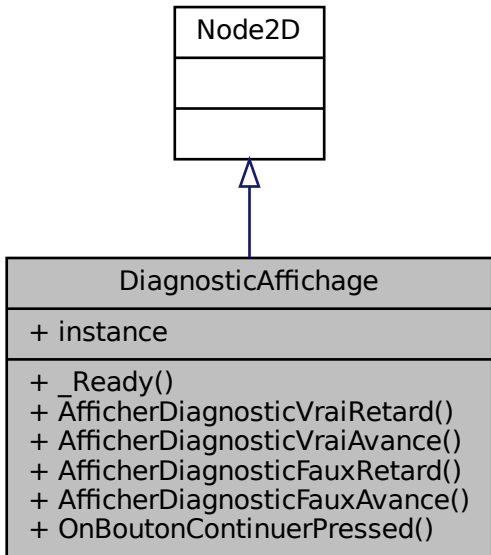 Node2D
DiagnosticAffichage
+ instance
+ _Ready()
+ AfficherDiagnosticVraiRetard()
+ AfficherDiagnosticVraiAvance()
+ AfficherDiagnosticFauxRetard()
+ AfficherDiagnosticFauxAvance()
+ OnBoutonContinuerPressed()